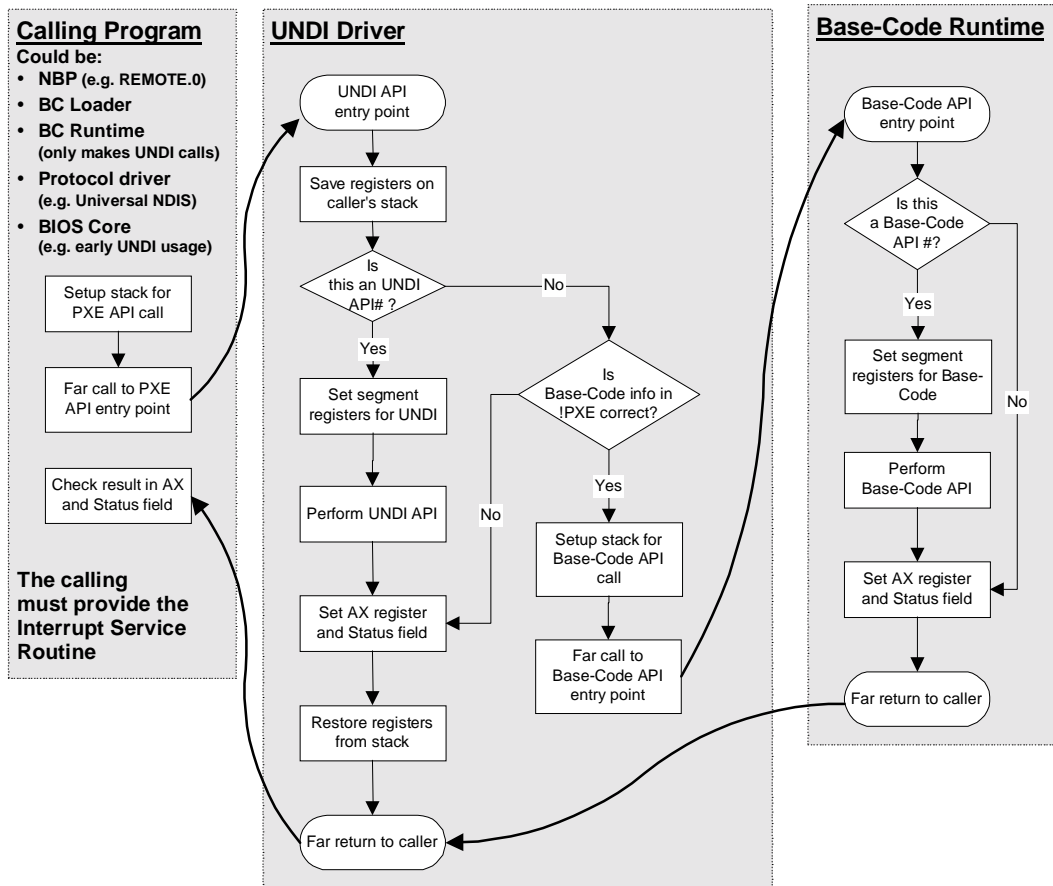 Calling Program
Could be:
• NBP (e.g. REMOTE.0)
• BC Loader
• BC Runtime
(only makes UNDI calls)
• Protocol driver
(e.g. Universal NDIS)
• BIOS Core
(e.g. early UNDI usage)
Setup stack for
PXE API call
Far call to PXE
API entry point
Check result in AX
and Status field
The calling
must provide the
Interrupt Service
Routine
UNDI Driver
UNDI API
entry point
Save registers on
caller's stack
Is
this an UNDI
API# ?
No
Yes
Set segment
registers for UNDI
Perform UNDI API
Set AX register
and Status field
Restore registers
from stack
Far return to caller
Is
Base-Code info in
!PXE correct?
No
Yes
Setup stack for
Base-Code API
call
Far call to
Base-Code API
entry point
Base-Code Runtime
Base-Code API
entry point
Is this
a Base-Code
API #?
Yes
No
Set segment
registers for Base-
Code
Perform
Base-Code API
Set AX register
and Status field
Far return to caller